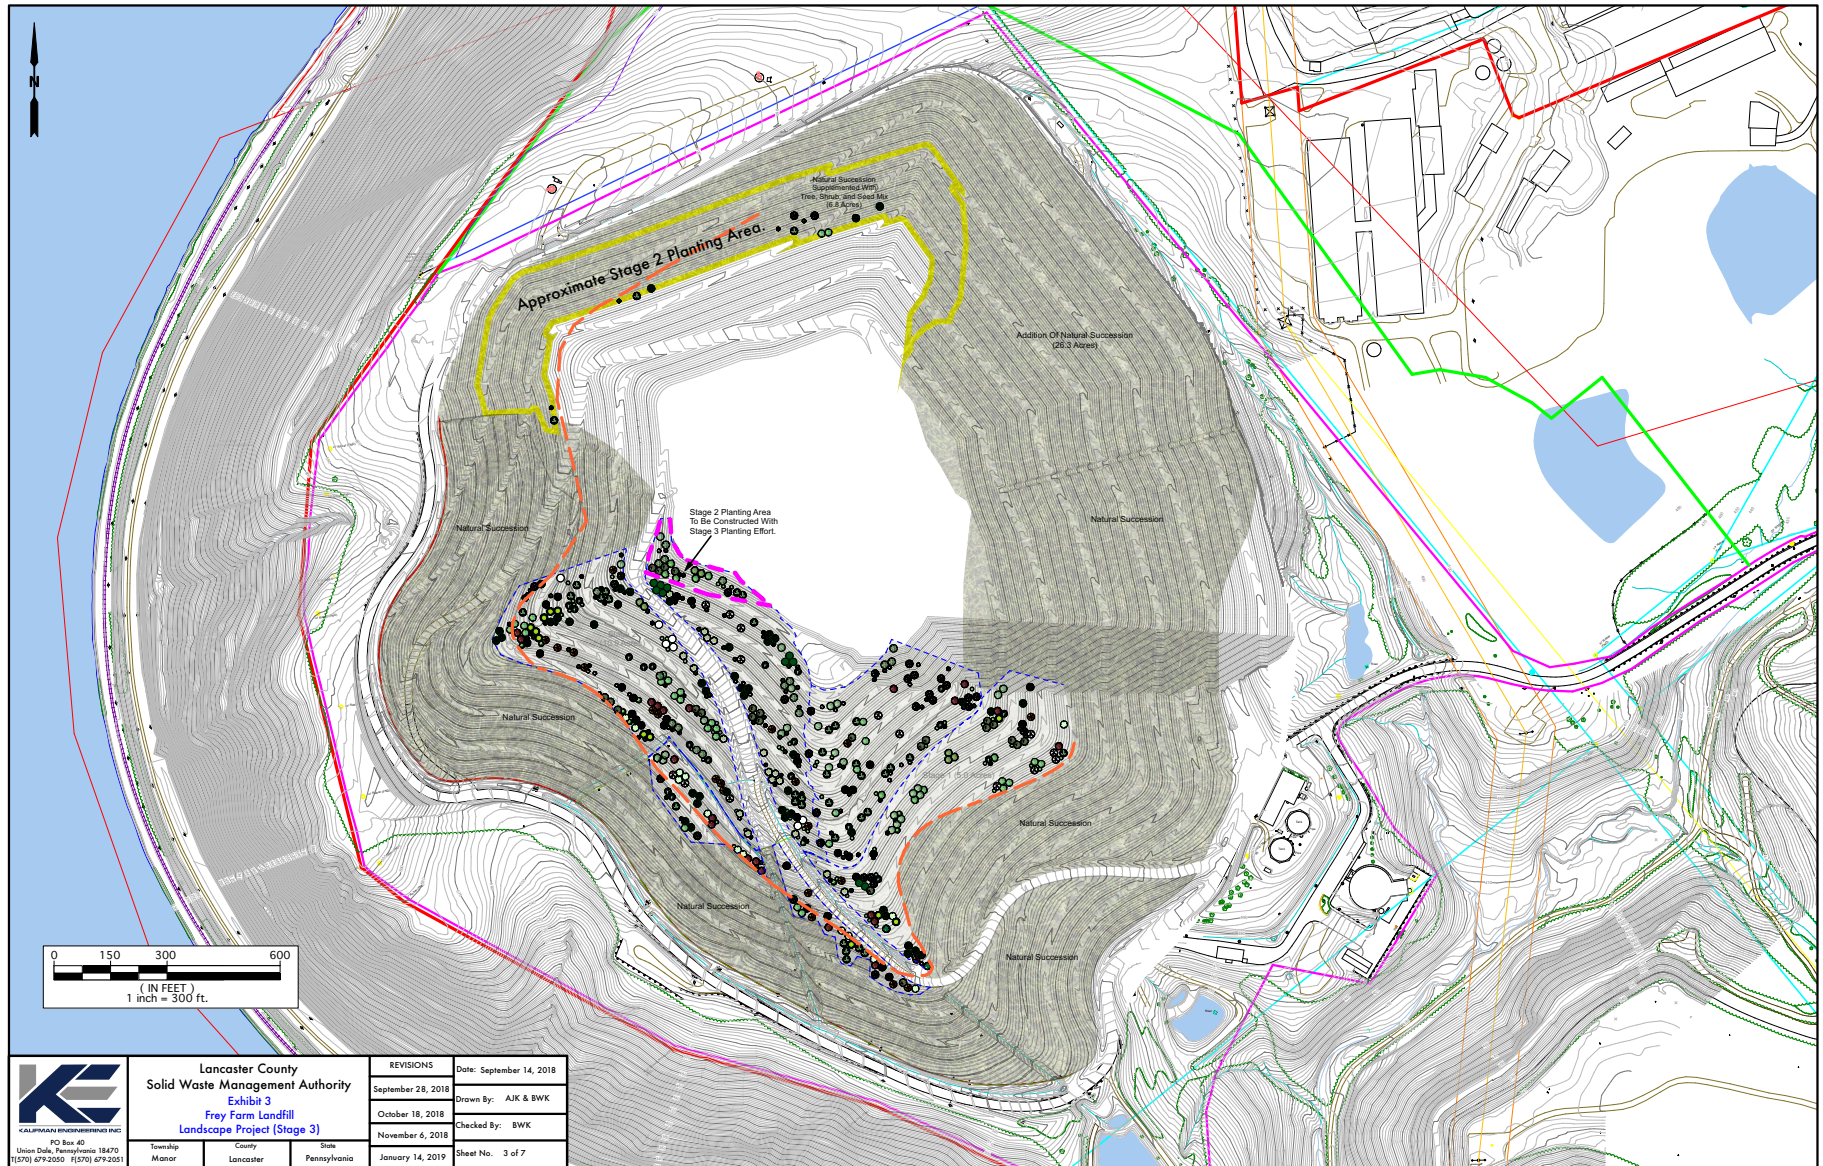 N
Natural Succession
Supplemented With
Tree, Shrub, and Seed Mix
(6.8 Acres)
Approximate Stage 2 Planting Area.
Addition Of Natural Succession
(26.3 Acres)
Stage 2 Planting Area
To Be Constructed With
Stage 3 Planting Effort.
Natural Succession
Natural Succession
Natural Succession
Stage 1 (5.0 Acres)
Natural Succession
Natural Succession
Natural Succession
0 150 300 600
( IN FEET )
1 inch = 300 ft.
KAUFMAN ENGINEERING INC
PO Box 40
Union Dale, Pennsylvania 18470
T(570) 679-2050 F(570) 679-2051
Lancaster County
Solid Waste Management Authority
Exhibit 3
Frey Farm Landfill
Landscape Project (Stage 3)
Township
Manor
County
Lancaster
State
Pennsylvania
REVISIONS
September 28, 2018
October 18, 2018
November 6, 2018
January 14, 2019
Date: September 14, 2018
Drawn By: AJK & BWK
Checked By: BWK
Sheet No. 3 of 7